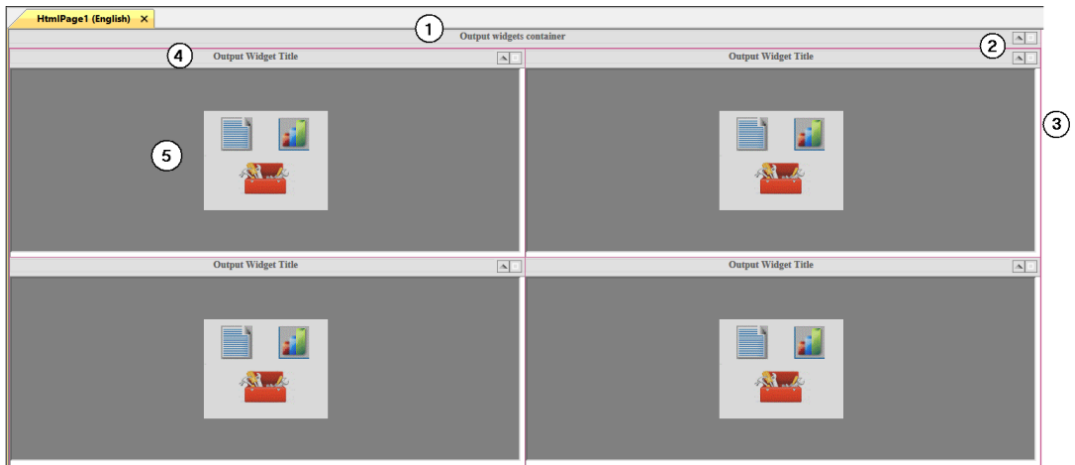 HtmlPage1 (English) ×
1
Output widgets container
2
4
Output Widget Title
Output Widget Title
3
5
Output Widget Title
Output Widget Title